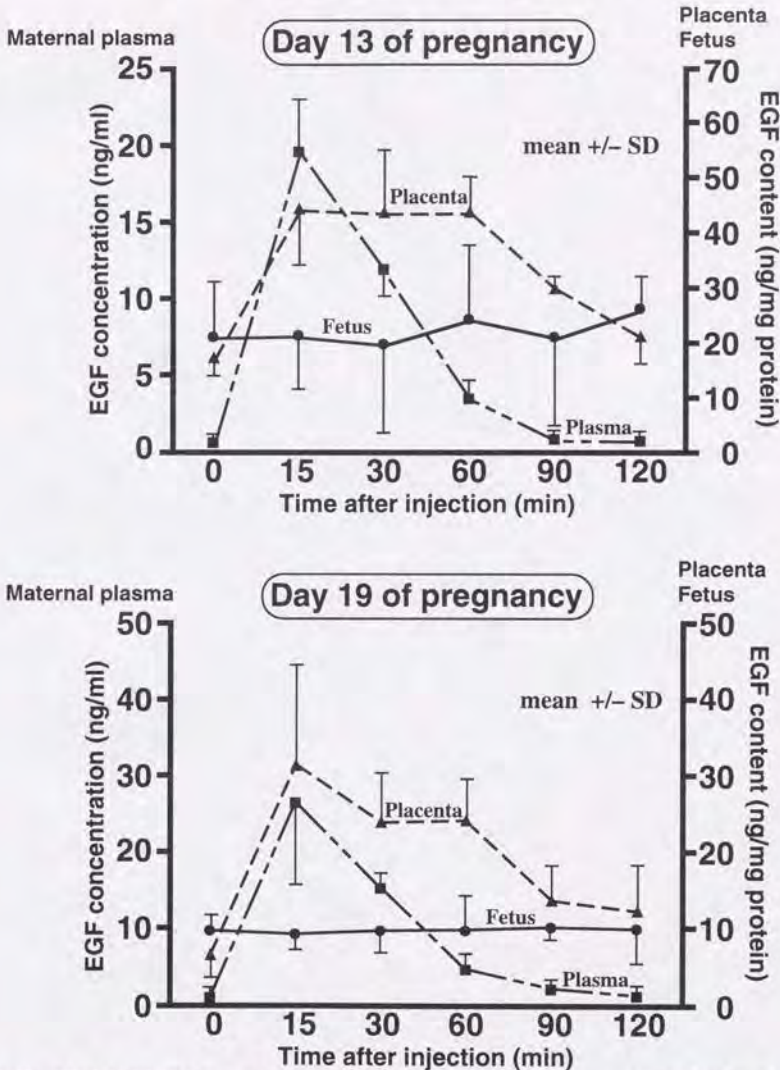 Maternal plasma
Day 13 of pregnancy
Placenta
Fetus
EGF concentration (ng/ml)
25
20
15
10
5
0
mean +/– SD
Placenta
Fetus
Plasma
70
60
50
40
30
20
10
0
EGF content (ng/mg protein)
0 15 30 60 90 120
Time after injection (min)
Maternal plasma
Day 19 of pregnancy
Placenta
Fetus
EGF concentration (ng/ml)
50
40
30
20
10
0
mean +/– SD
Placenta
Fetus
Plasma
50
40
30
20
10
0
EGF content (ng/mg protein)
0 15 30 60 90 120
Time after injection (min)